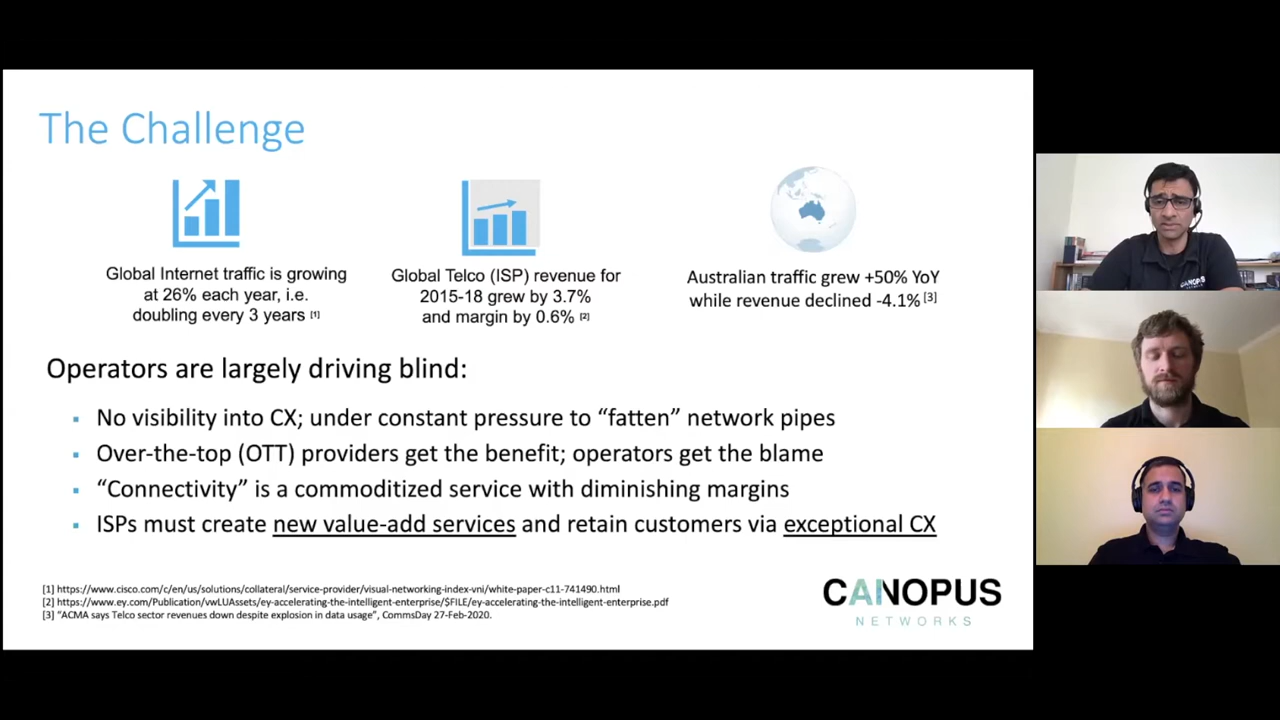 The Challenge
Global Internet traffic is growing
at 26% each year, i.e.
doubling every 3 years [1]
Global Telco (ISP) revenue for
2015-18 grew by 3.7%
and margin by 0.6% [2]
Australian traffic grew +50% YoY
while revenue declined -4.1% [3]
Operators are largely driving blind:
▪ No visibility into CX; under constant pressure to “fatten” network pipes
▪ Over-the-top (OTT) providers get the benefit; operators get the blame
▪ “Connectivity” is a commoditized service with diminishing margins
▪ ISPs must create new value-add services and retain customers via exceptional CX
[1] https://www.cisco.com/c/en/us/solutions/collateral/service-provider/visual-networking-index-vni/white-paper-c11-741490.html
[2] https://www.ey.com/Publication/vwLUAssets/ey-accelerating-the-intelligent-enterprise/$FILE/ey-accelerating-the-intelligent-enterprise.pdf
[3] “ACMA says Telco sector revenues down despite explosion in data usage”, CommsDay 27-Feb-2020.
CANOPUS
NETWORKS
CANOPUS